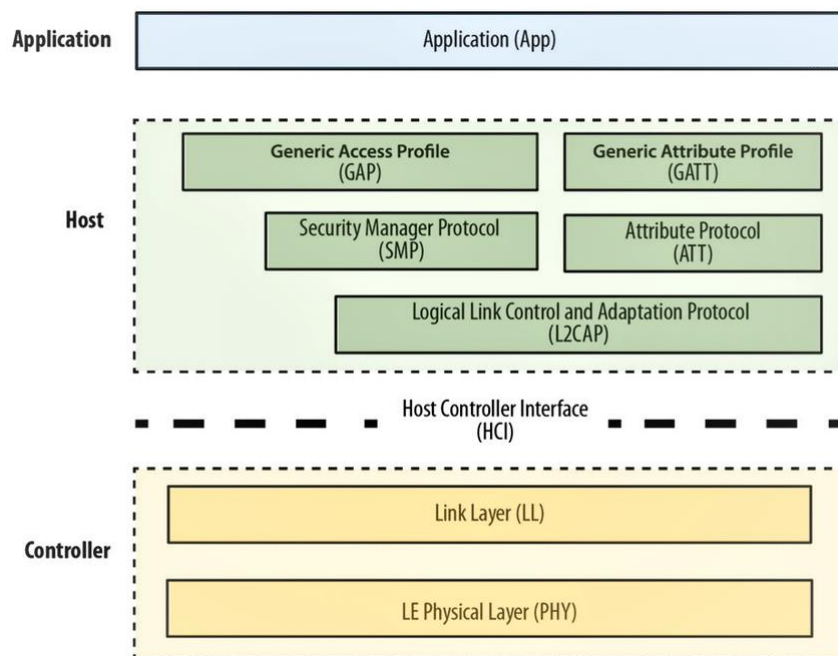 Application
Application (App)
Host
Generic Access Profile
(GAP)
Generic Attribute Profile
(GATT)
Security Manager Protocol
(SMP)
Attribute Protocol
(ATT)
Logical Link Control and Adaptation Protocol
(L2CAP)
Host Controller Interface
(HCI)
Controller
Link Layer (LL)
LE Physical Layer (PHY)